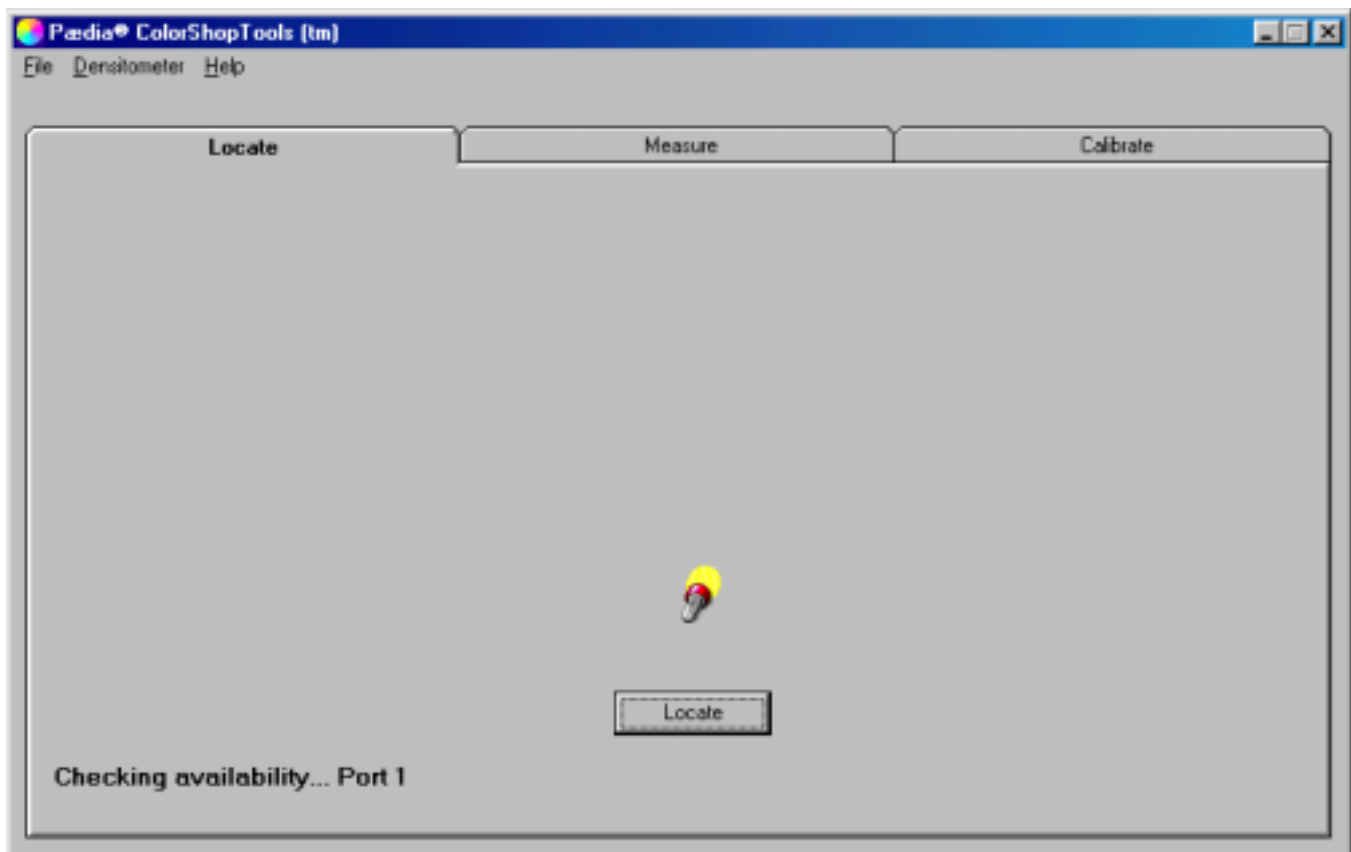 Pædia® ColorShopTools (tm)
File Densitometer Help
Locate Measure Calibrate
Locate
Checking availability... Port 1